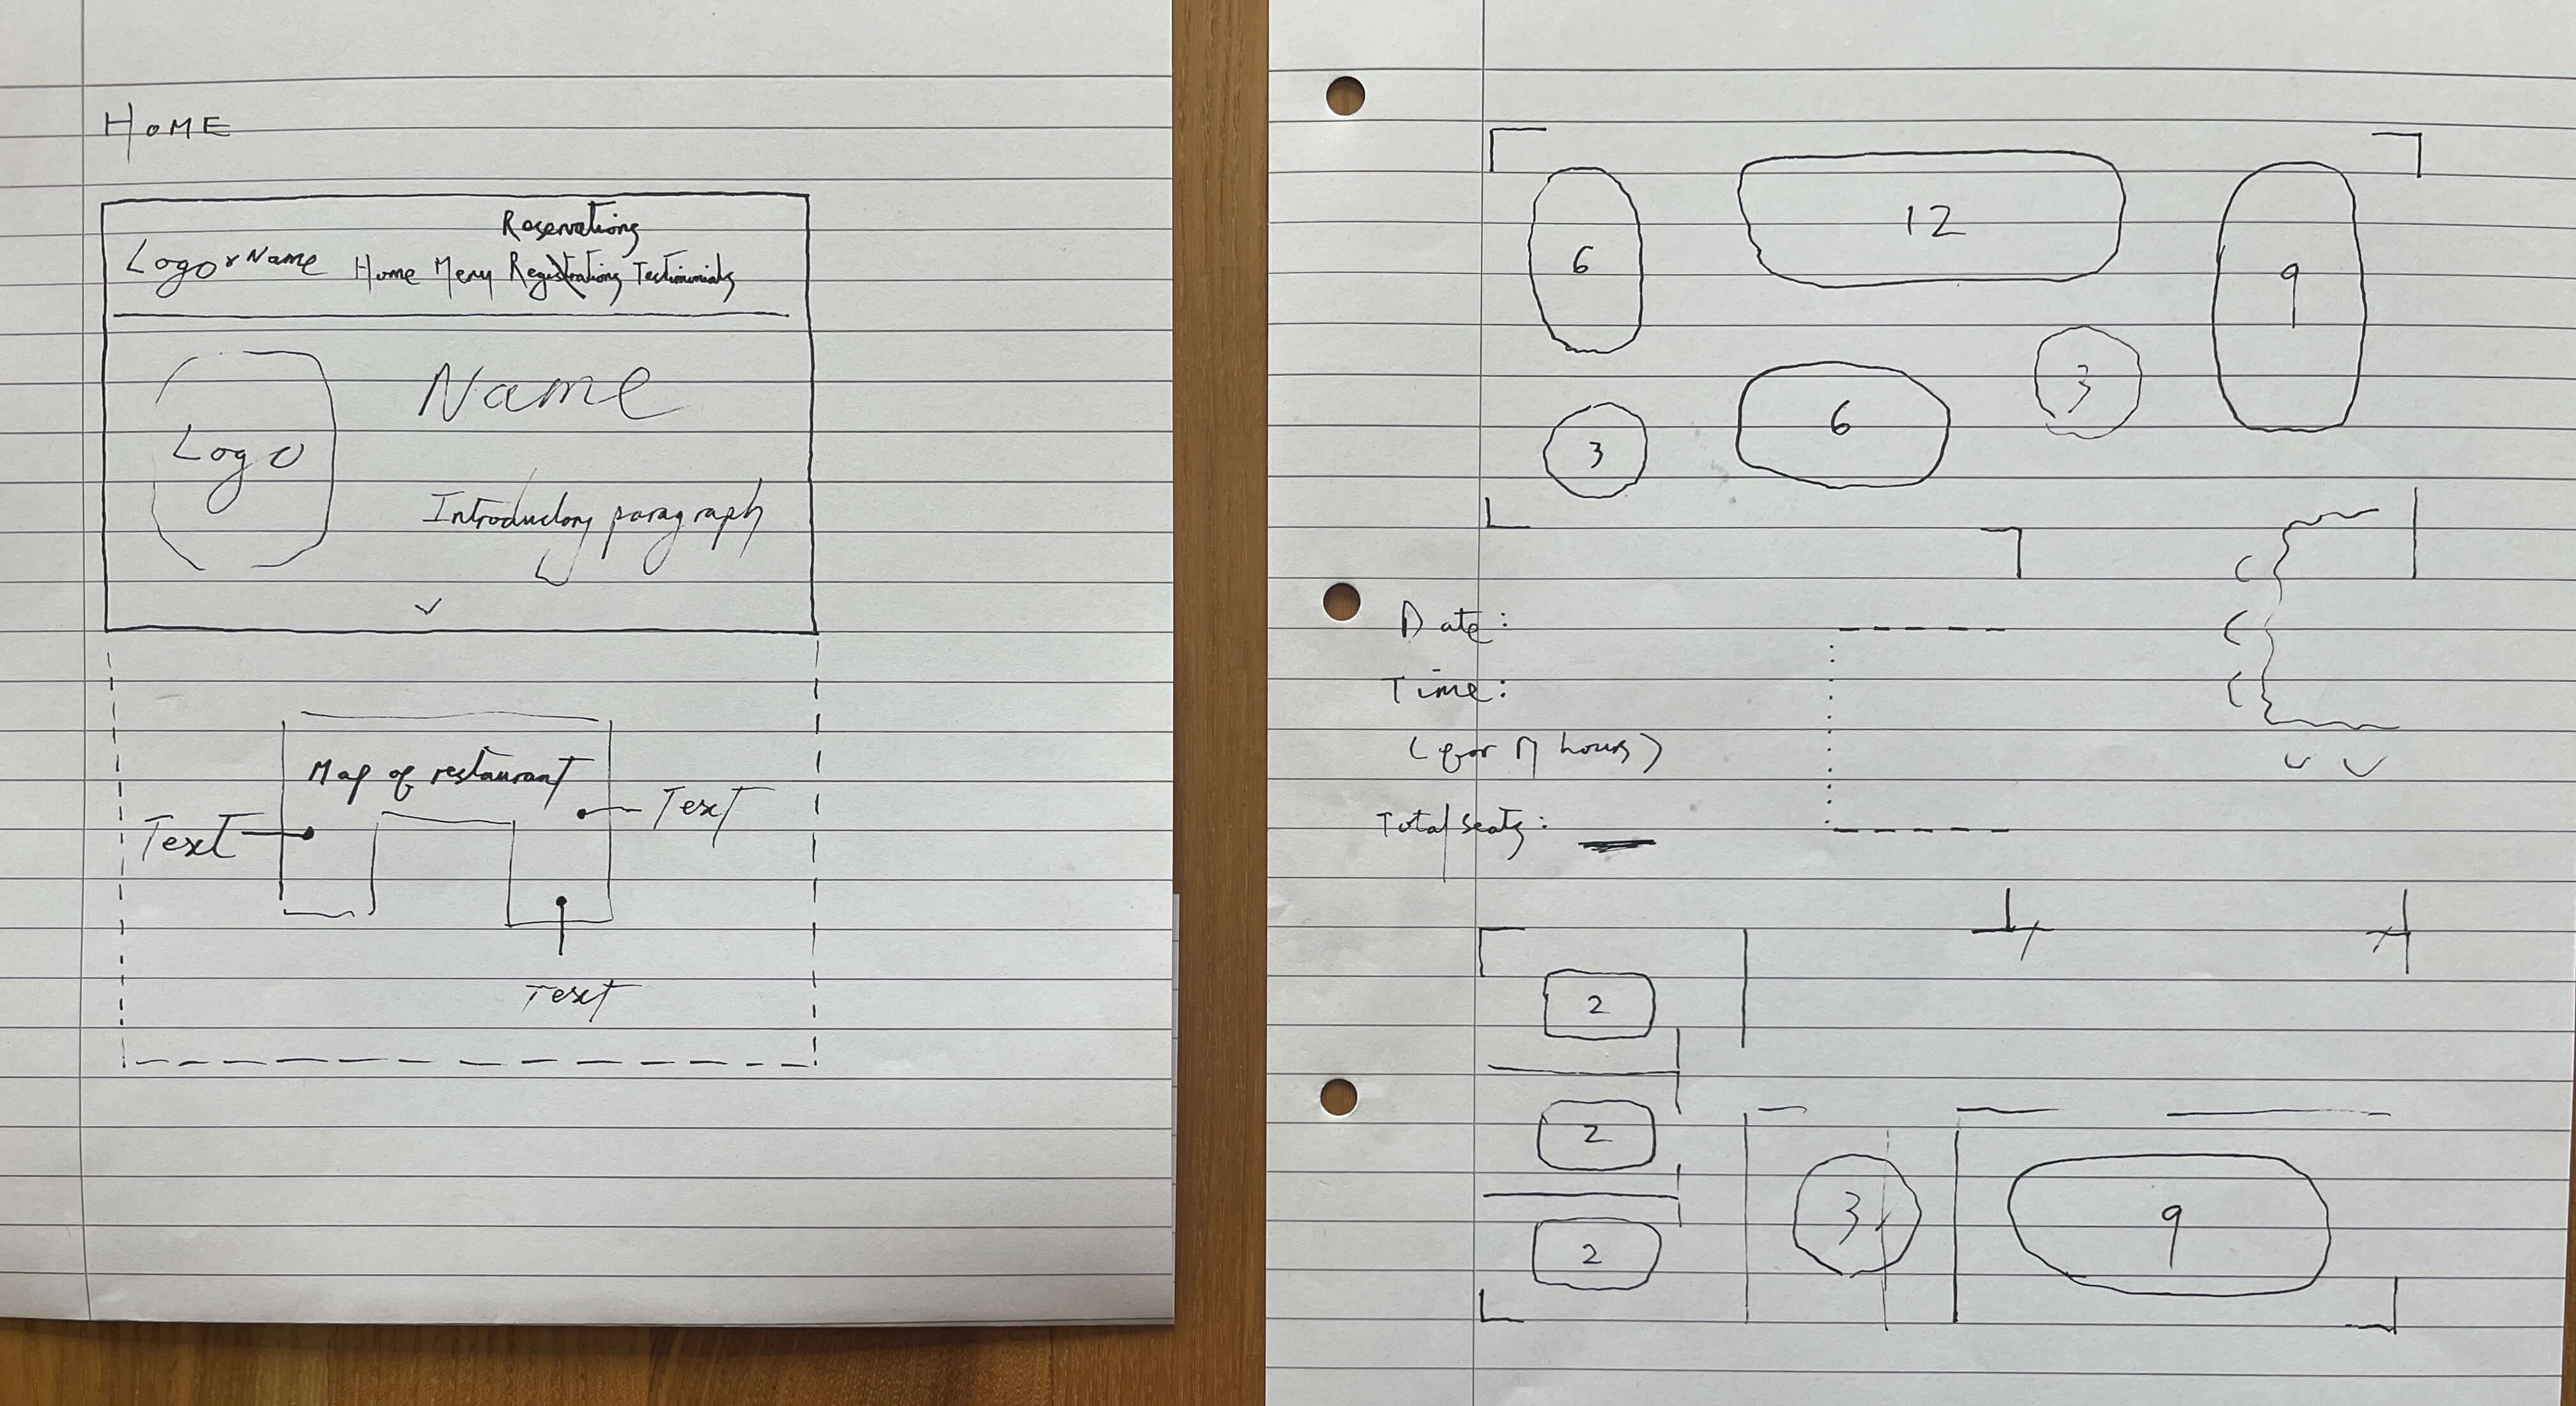 HOME
Reservations
Logo + Name Home Menu Registrations Testimonials
Name
Logo
Introductory paragraph
Map of restaurant
Text
Text
Text
12
6
9
3
6
3
Date:
Time:
(for n hours)
Total seats:
2
2
3
9
2